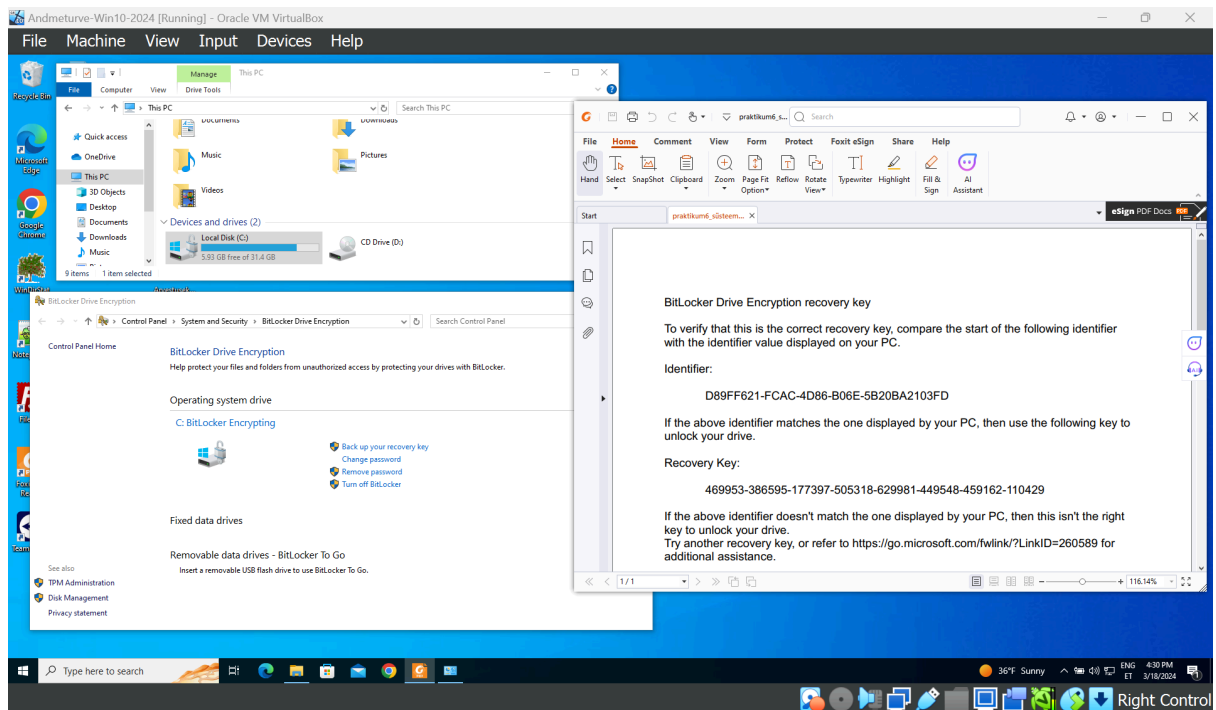 Andmeturve-Win10-2024 [Running] - Oracle VM VirtualBox
File Machine View Input Devices Help
Recycle Bin
Microsoft Edge
Google Chrome
Manage This PC
File Computer View Drive Tools
This PC
Search This PC
Quick access
OneDrive
This PC
3D Objects
Desktop
Documents
Downloads
Music
Documents
Downloads
Music
Pictures
Videos
Devices and drives (2)
Local Disk (C:)
5.93 GB free of 31.4 GB
CD Drive (D:)
9 items 1 item selected
BitLocker Drive Encryption
Control Panel › System and Security › BitLocker Drive Encryption
Search Control Panel
Control Panel Home
BitLocker Drive Encryption
Help protect your files and folders from unauthorized access by protecting your drives with BitLocker.
Operating system drive
C: BitLocker Encrypting
Back up your recovery key
Change password
Remove password
Turn off BitLocker
Fixed data drives
Removable data drives - BitLocker To Go
Insert a removable USB flash drive to use BitLocker To Go.
See also
TPM Administration
Disk Management
Privacy statement
praktikum6_s...
Search
File Home Comment View Form Protect Foxit eSign Share Help
Hand Select SnapShot Clipboard Zoom Page Fit Option Reflow Rotate View Typewriter Highlight Fill & Sign AI Assistant
Start
praktikum6_süsteem...
eSign PDF Docs
BitLocker Drive Encryption recovery key
To verify that this is the correct recovery key, compare the start of the following identifier
with the identifier value displayed on your PC.
Identifier:
D89FF621-FCAC-4D86-B06E-5B20BA2103FD
If the above identifier matches the one displayed by your PC, then use the following key to
unlock your drive.
Recovery Key:
469953-386595-177397-505318-629981-449548-459162-110429
If the above identifier doesn't match the one displayed by your PC, then this isn't the right
key to unlock your drive.
Try another recovery key, or refer to https://go.microsoft.com/fwlink/?LinkID=260589 for
additional assistance.
1/1
116.14%
Type here to search
36°F Sunny
ENG 4:30 PM
ET 3/18/2024
Right Control